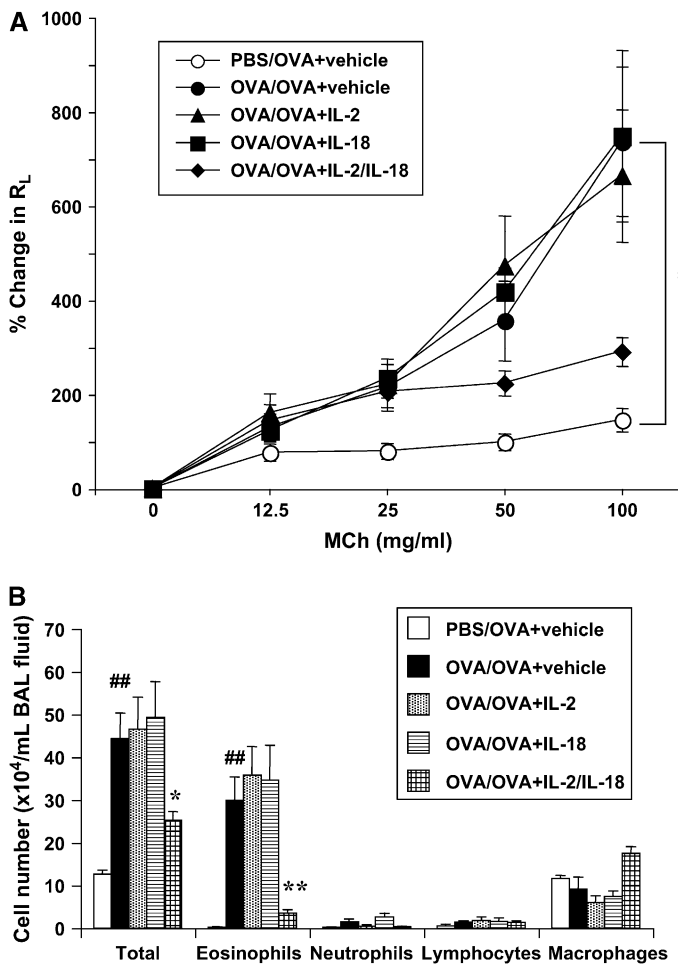 A
1000
800
600
400
200
0
% Change in RL
PBS/OVA+vehicle
OVA/OVA+vehicle
OVA/OVA+IL-2
OVA/OVA+IL-18
OVA/OVA+IL-2/IL-18
0 12.5 25 50 100
MCh (mg/ml)
B
70
60
50
40
30
20
10
0
Cell number (x10⁴/mL BAL fluid)
PBS/OVA+vehicle
OVA/OVA+vehicle
OVA/OVA+IL-2
OVA/OVA+IL-18
OVA/OVA+IL-2/IL-18
##
*
##
**
Total Eosinophils Neutrophils Lymphocytes Macrophages